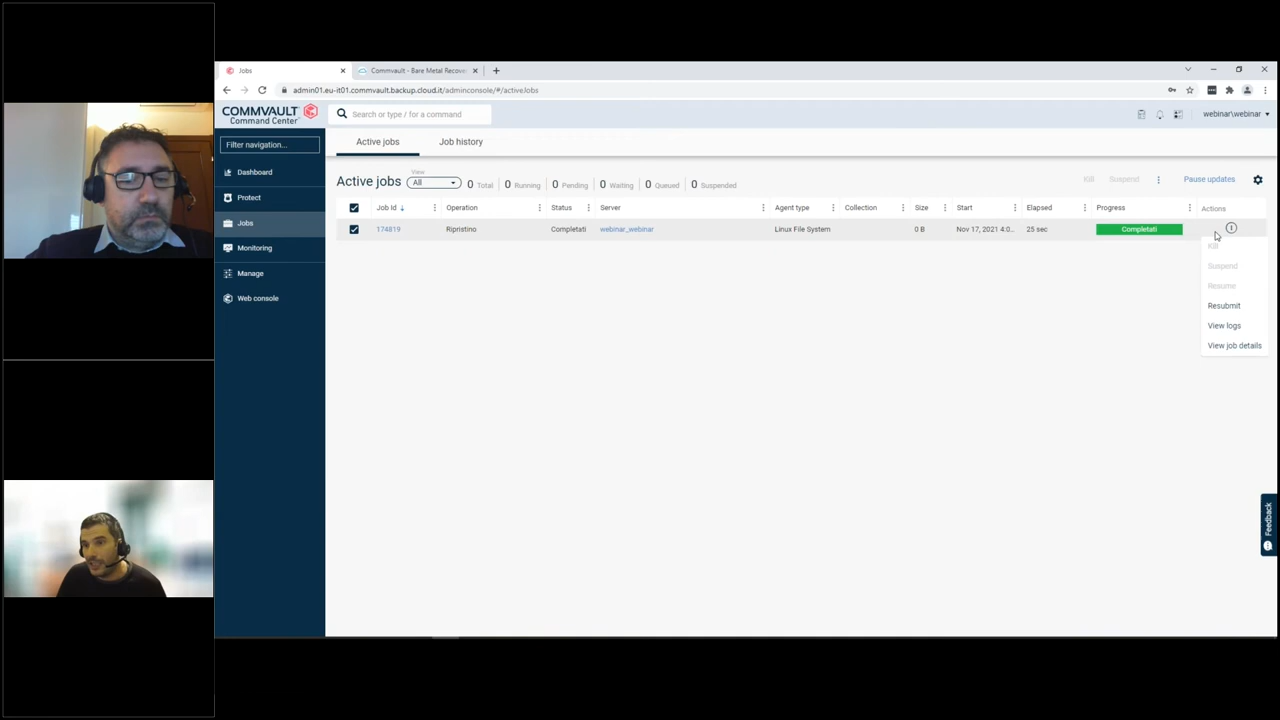 Jobs
Commvault - Bare Metal Recove
admin01.eu-it01.commvault.backup.cloud.it/adminconsole/#/activeJobs
COMMVAULT
Command Center
Search or type / for a command
webinar\webinar
Filter navigation...
Dashboard
Protect
Jobs
Monitoring
Manage
Web console
Active jobs
Job history
Active jobs
View
All
0 Total
0 Running
0 Pending
0 Waiting
0 Queued
0 Suspended
Kill
Suspend
Pause updates
Job Id Operation Status Server Agent type Collection Size Start Elapsed Progress Actions
174819 Ripristino Completati webinar_webinar Linux File System 0 B Nov 17, 2021 4:0... 25 sec Completati
Kill
Suspend
Resume
Resubmit
View logs
View job details
Feedback